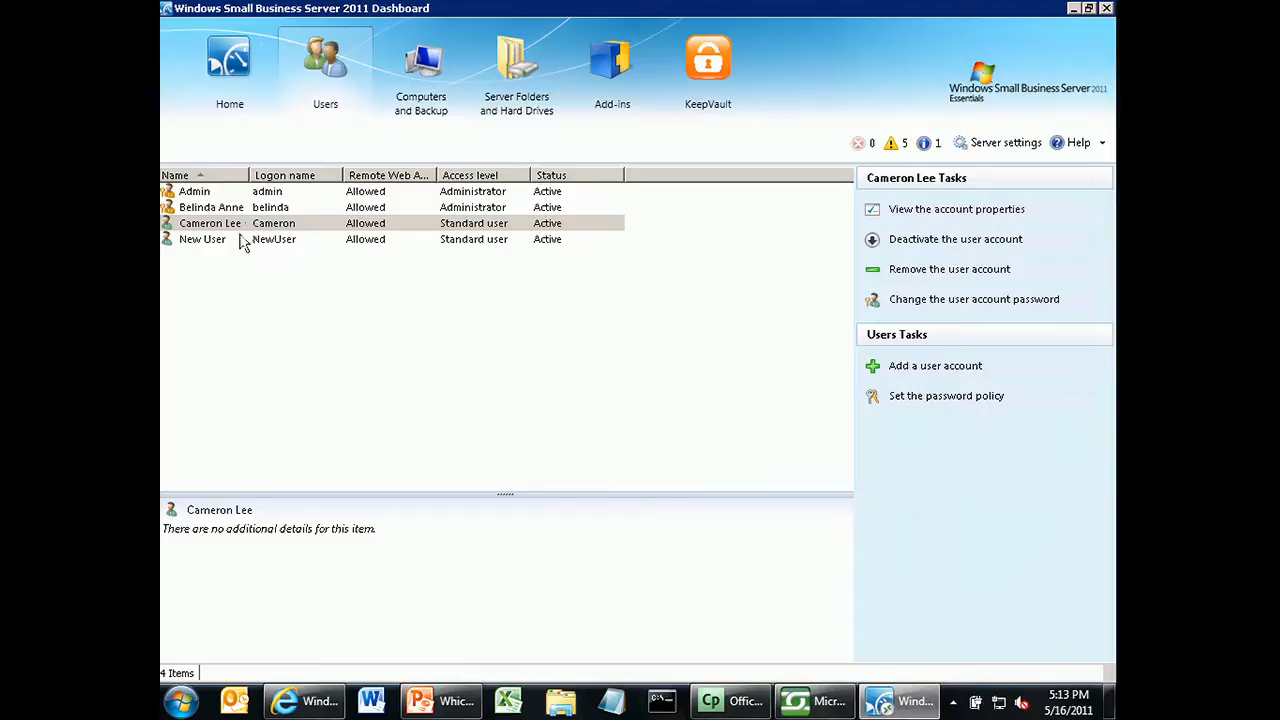 Windows Small Business Server 2011 Dashboard
Home
Users
Computers
and Backup
Server Folders
and Hard Drives
Add-ins
KeepVault
Windows Small Business Server 2011
Essentials
0 5 1 Server settings Help
Name Logon name Remote Web A... Access level Status
Admin admin Allowed Administrator Active
Belinda Anne belinda Allowed Administrator Active
Cameron Lee Cameron Allowed Standard user Active
New User NewUser Allowed Standard user Active
Cameron Lee Tasks
View the account properties
Deactivate the user account
Remove the user account
Change the user account password
Users Tasks
Add a user account
Set the password policy
Cameron Lee
There are no additional details for this item.
4 Items
Wind... Whic... Cp Offic... Micr... Wind...
5:13 PM
5/16/2011